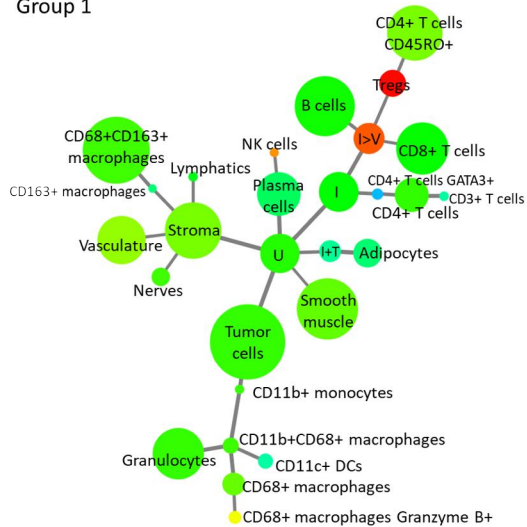 Group 1
CD4+ T cells
CD45RO+
Tregs
B cells
I>V
CD8+ T cells
NK cells
CD68+CD163+
macrophages
Lymphatics
CD163+ macrophages
Plasma
cells
I
CD4+ T cells GATA3+
CD3+ T cells
CD4+ T cells
Stroma
Vasculature
U
I+T
Adipocytes
Nerves
Smooth
muscle
Tumor
cells
CD11b+ monocytes
CD11b+CD68+ macrophages
Granulocytes
CD11c+ DCs
CD68+ macrophages
CD68+ macrophages Granzyme B+